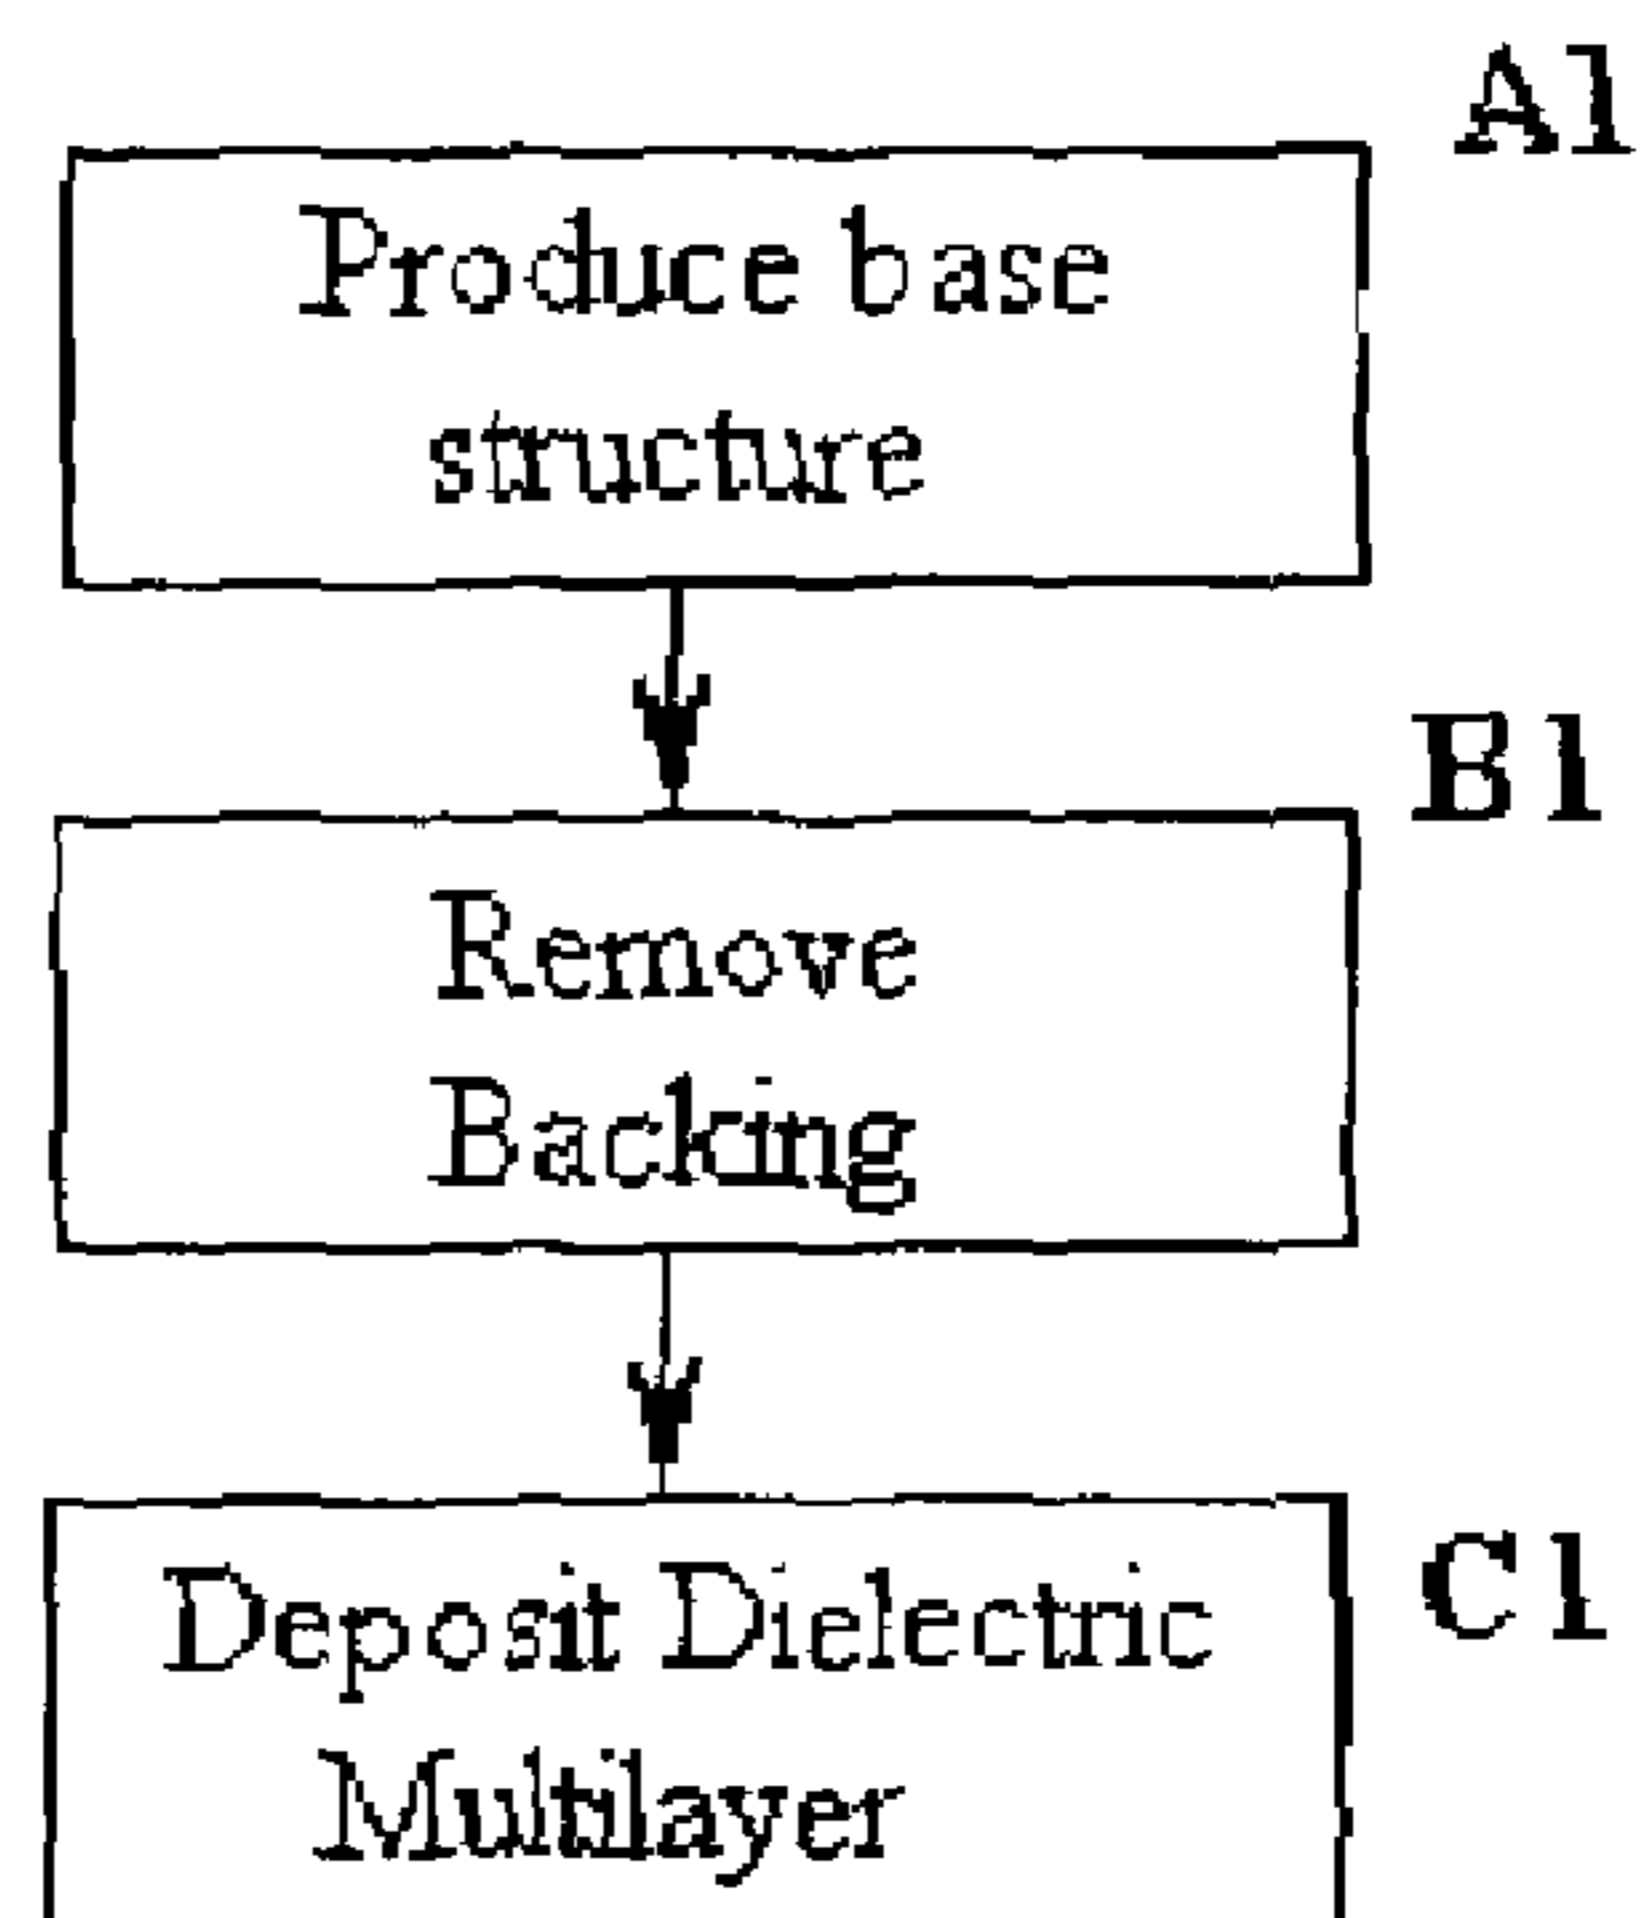 A1
Produce base
structure
B1
Remove
Backing
C1
Deposit Dielectric
Multilayer